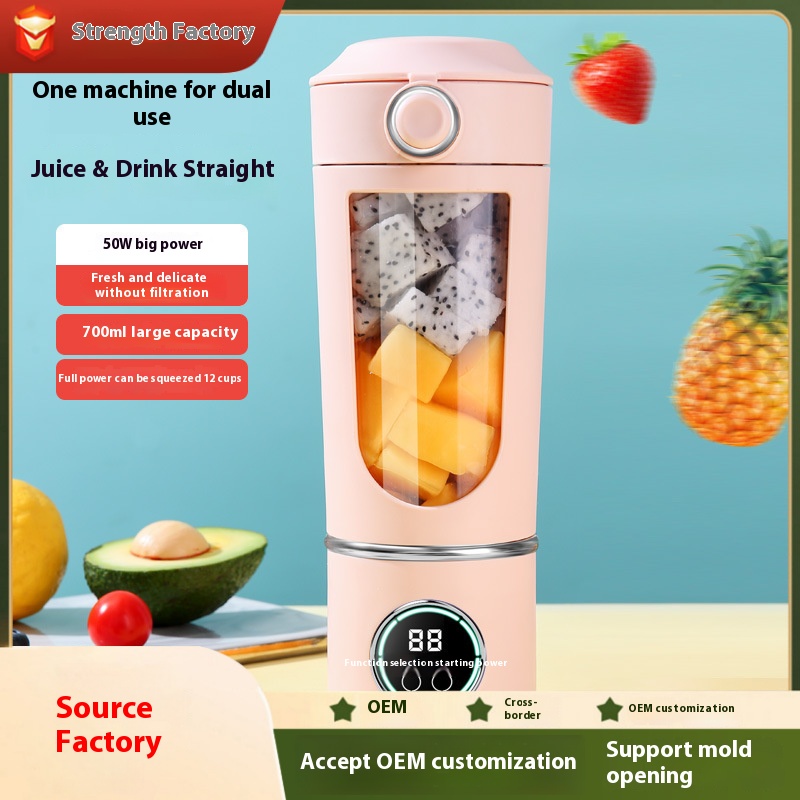 Strength Factory
One machine for dual
use
Juice & Drink Straight
50W big power
Fresh and delicate
without filtration
700ml large capacity
Full power can be squeezed 12 cups
88
Function selection starting power
Source
Factory
OEM
Cross-
border
OEM customization
Accept OEM customization
Support mold
opening